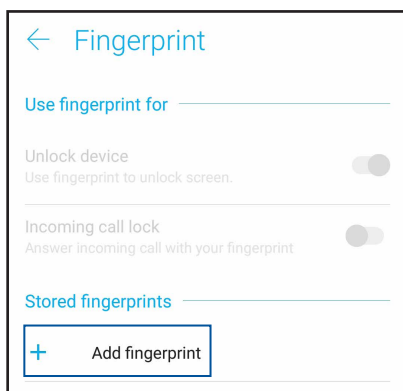 Fingerprint
Use fingerprint for
Unlock device
Use fingerprint to unlock screen.
Incoming call lock
Answer incoming call with your fingerprint
Stored fingerprints
+ Add fingerprint